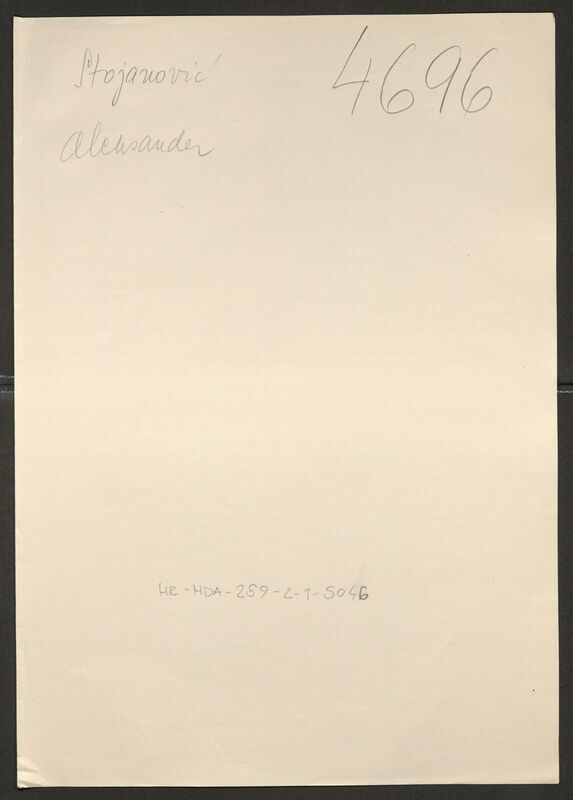 Stojanović
4696
Aleksander
HR-HDA-259-2-1-5046